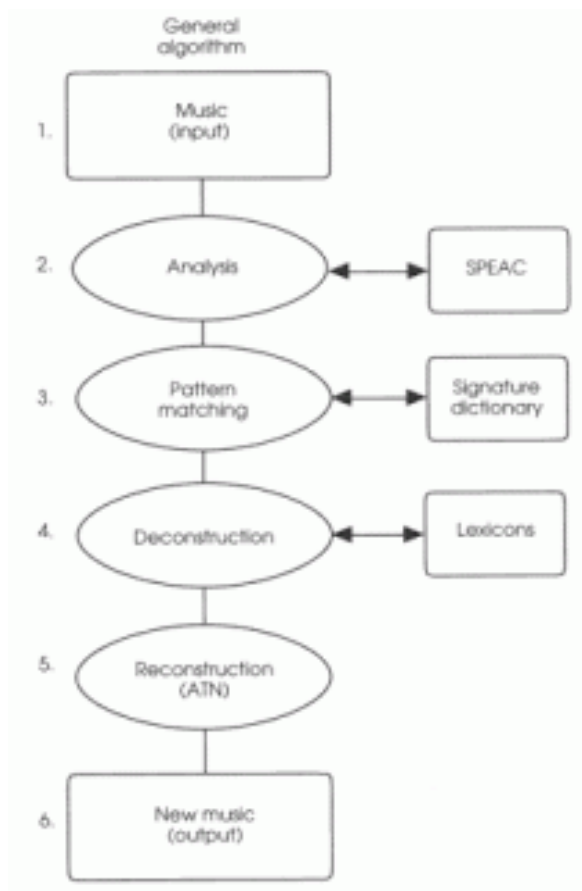 General
algorithm
1.
Music
(input)
2.
Analysis
SPEAC
3.
Pattern
matching
Signature
dictionary
4.
Deconstruction
Lexicons
5.
Reconstruction
(ATN)
6.
New music
(output)